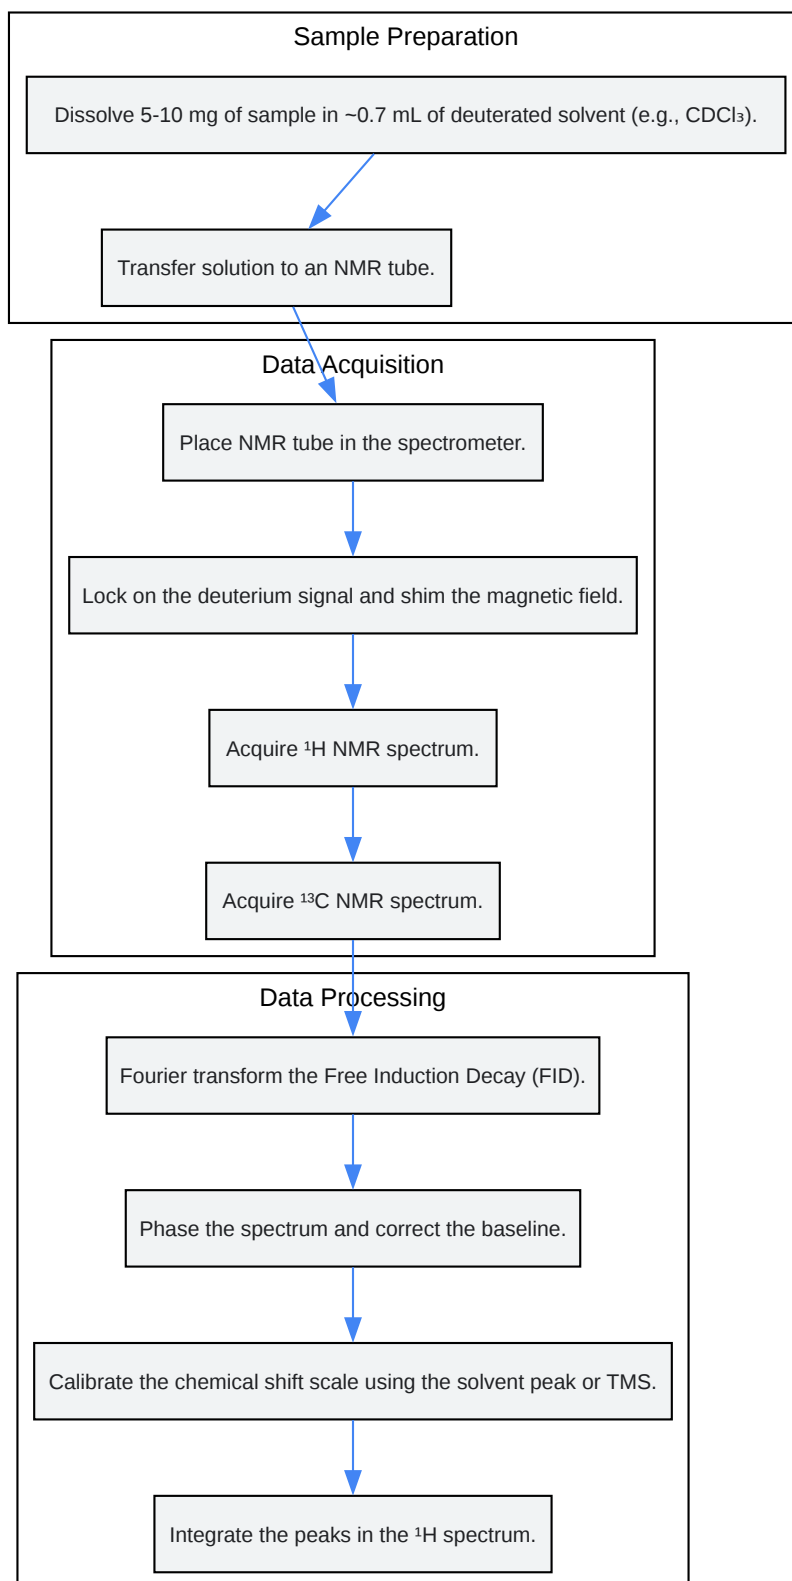 Sample Preparation
Dissolve 5-10 mg of sample in ~0.7 mL of deuterated solvent (e.g., CDCl₃).
Transfer solution to an NMR tube.
Data Acquisition
Place NMR tube in the spectrometer.
Lock on the deuterium signal and shim the magnetic field.
Acquire ¹H NMR spectrum.
Acquire ¹³C NMR spectrum.
Data Processing
Fourier transform the Free Induction Decay (FID).
Phase the spectrum and correct the baseline.
Calibrate the chemical shift scale using the solvent peak or TMS.
Integrate the peaks in the ¹H spectrum.